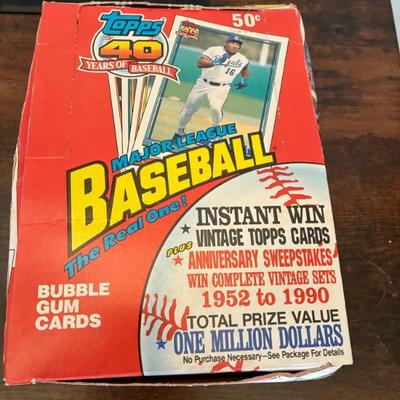 Topps
50¢
40
YEARS OF BASEBALL
Royals
16
MAJOR LEAGUE
BASEBALL
The Real One!
INSTANT WIN
VINTAGE TOPPS CARDS
PLUS
★ANNIVERSARY SWEEPSTAKES
★WIN COMPLETE VINTAGE SETS
1952 to 1990
BUBBLE
GUM
CARDS
TOTAL PRIZE VALUE
★ONE MILLION DOLLARS
No Purchase Necessary—See Package For Details